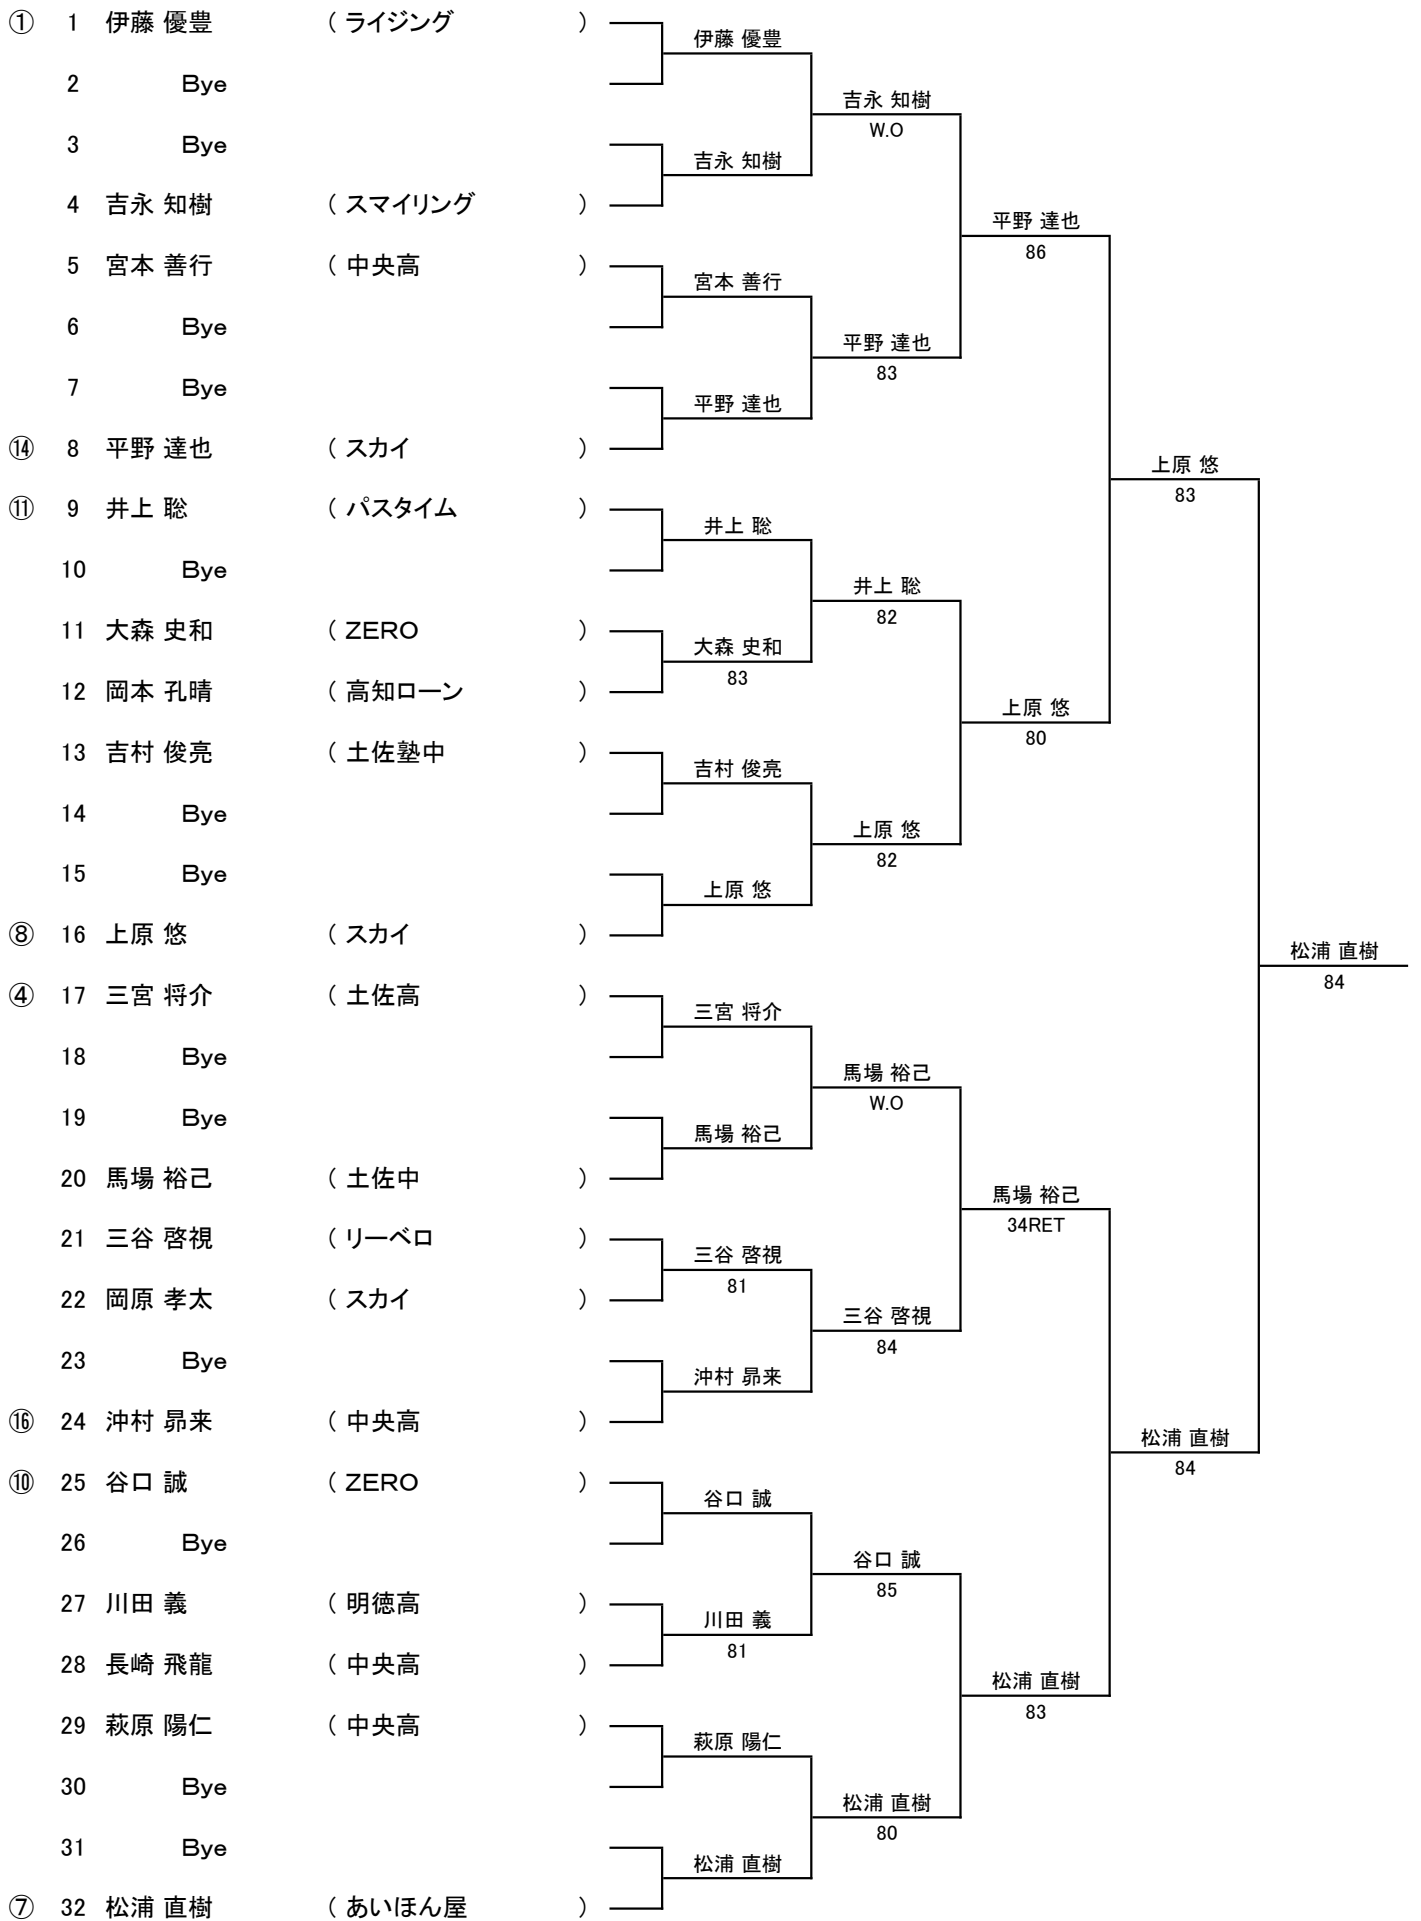 ① 1 伊藤 優豊 ( ライジング )
2 Bye
3 Bye
4 吉永 知樹 ( スマイリング )
5 宮本 善行 ( 中央高 )
6 Bye
7 Bye
⑭ 8 平野 達也 ( スカイ )
⑪ 9 井上 聡 ( パスタイム )
10 Bye
11 大森 史和 ( ZERO )
12 岡本 孔晴 ( 高知ローン )
13 吉村 俊亮 ( 土佐塾中 )
14 Bye
15 Bye
⑧ 16 上原 悠 ( スカイ )
④ 17 三宮 将介 ( 土佐高 )
18 Bye
19 Bye
20 馬場 裕己 ( 土佐中 )
21 三谷 啓視 ( リーベロ )
22 岡原 孝太 ( スカイ )
23 Bye
⑯ 24 沖村 昴来 ( 中央高 )
⑩ 25 谷口 誠 ( ZERO )
26 Bye
27 川田 義 ( 明徳高 )
28 長崎 飛龍 ( 中央高 )
29 萩原 陽仁 ( 中央高 )
30 Bye
31 Bye
⑦ 32 松浦 直樹 ( あいほん屋 )
伊藤 優豊
吉永 知樹
宮本 善行
平野 達也
井上 聡
大森 史和
83
吉村 俊亮
上原 悠
三宮 将介
馬場 裕己
三谷 啓視
81
沖村 昴来
谷口 誠
川田 義
81
萩原 陽仁
松浦 直樹
吉永 知樹
W.O
平野 達也
83
井上 聡
82
上原 悠
82
馬場 裕己
W.O
三谷 啓視
84
谷口 誠
85
松浦 直樹
80
平野 達也
86
上原 悠
80
馬場 裕己
34RET
松浦 直樹
83
上原 悠
83
松浦 直樹
84
松浦 直樹
84